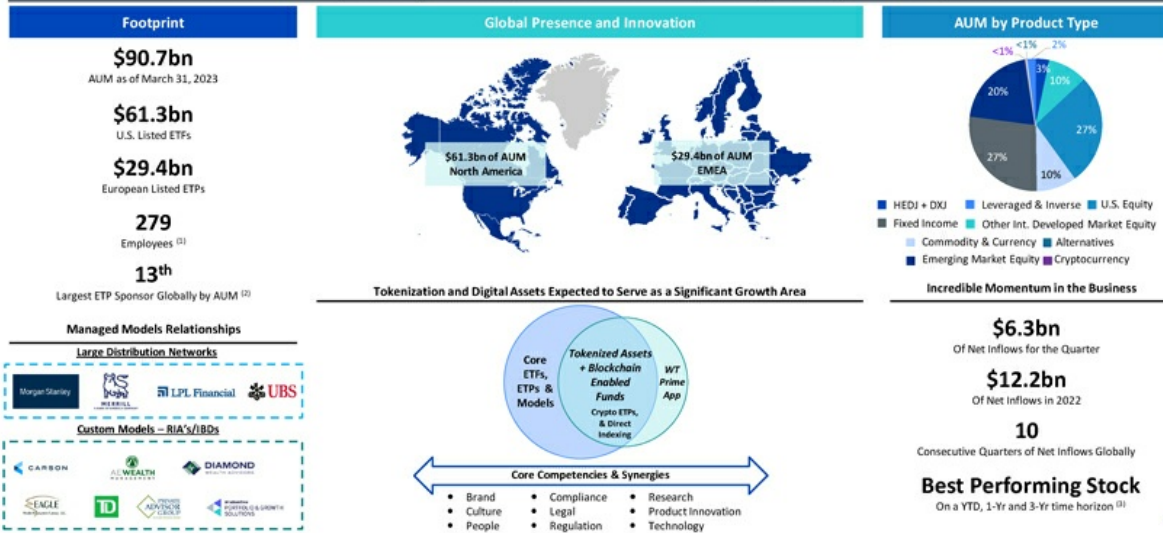 Footprint
$90.7bn
AUM as of March 31, 2023
$61.3bn
U.S. Listed ETFs
$29.4bn
European Listed ETPs
279
Employees (1)
13th
Largest ETP Sponsor Globally by AUM (2)
Managed Models Relationships
Large Distribution Networks
Morgan Stanley
MERRILL
LPL Financial
UBS
Custom Models – RIA's/IBDs
CARSON
AE WEALTH
MANAGEMENT
DIAMOND
EAGLE
TD
PRIVATE
ADVISOR
GROUP
PORTFOLIO & GROWTH
SOLUTIONS
Global Presence and Innovation
$61.3bn of AUM
North America
$29.4bn of AUM
EMEA
Tokenization and Digital Assets Expected to Serve as a Significant Growth Area
Core
ETFs,
ETPs &
Models
Tokenized Assets
+ Blockchain
Enabled
Funds
Crypto ETPs,
& Direct
Indexing
WT
Prime
App
Core Competencies & Synergies
• Brand
• Culture
• People
• Compliance
• Legal
• Regulation
• Research
• Product Innovation
• Technology
AUM by Product Type
<1% <1% 2%
3%
10%
20%
27%
27%
10%
HEDJ + DXJ Leveraged & Inverse U.S. Equity
Fixed Income Other Int. Developed Market Equity
Commodity & Currency Alternatives
Emerging Market Equity Cryptocurrency
Incredible Momentum in the Business
$6.3bn
Of Net Inflows for the Quarter
$12.2bn
Of Net Inflows in 2022
10
Consecutive Quarters of Net Inflows Globally
Best Performing Stock
On a YTD, 1-Yr and 3-Yr time horizon (3)